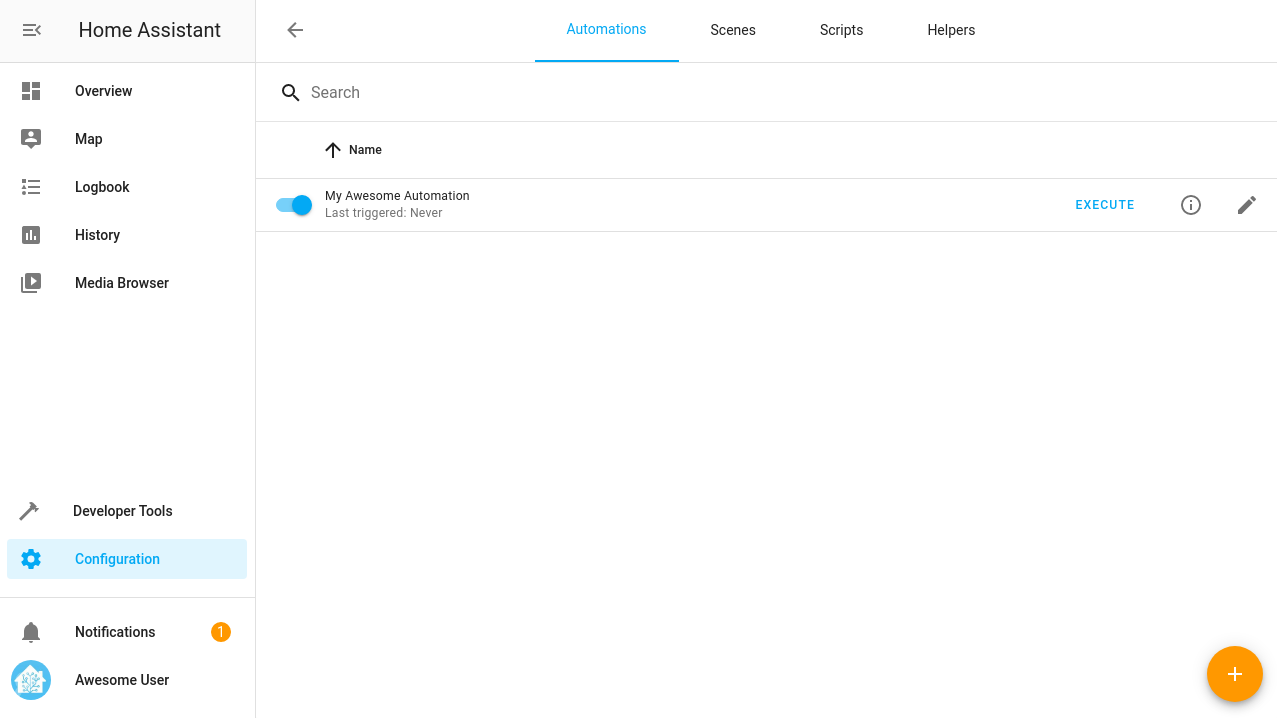 Home Assistant
Automations
Scenes
Scripts
Helpers
Overview
Map
Logbook
History
Media Browser
Search
Name
My Awesome Automation
Last triggered: Never
EXECUTE
Developer Tools
Configuration
Notifications
1
Awesome User